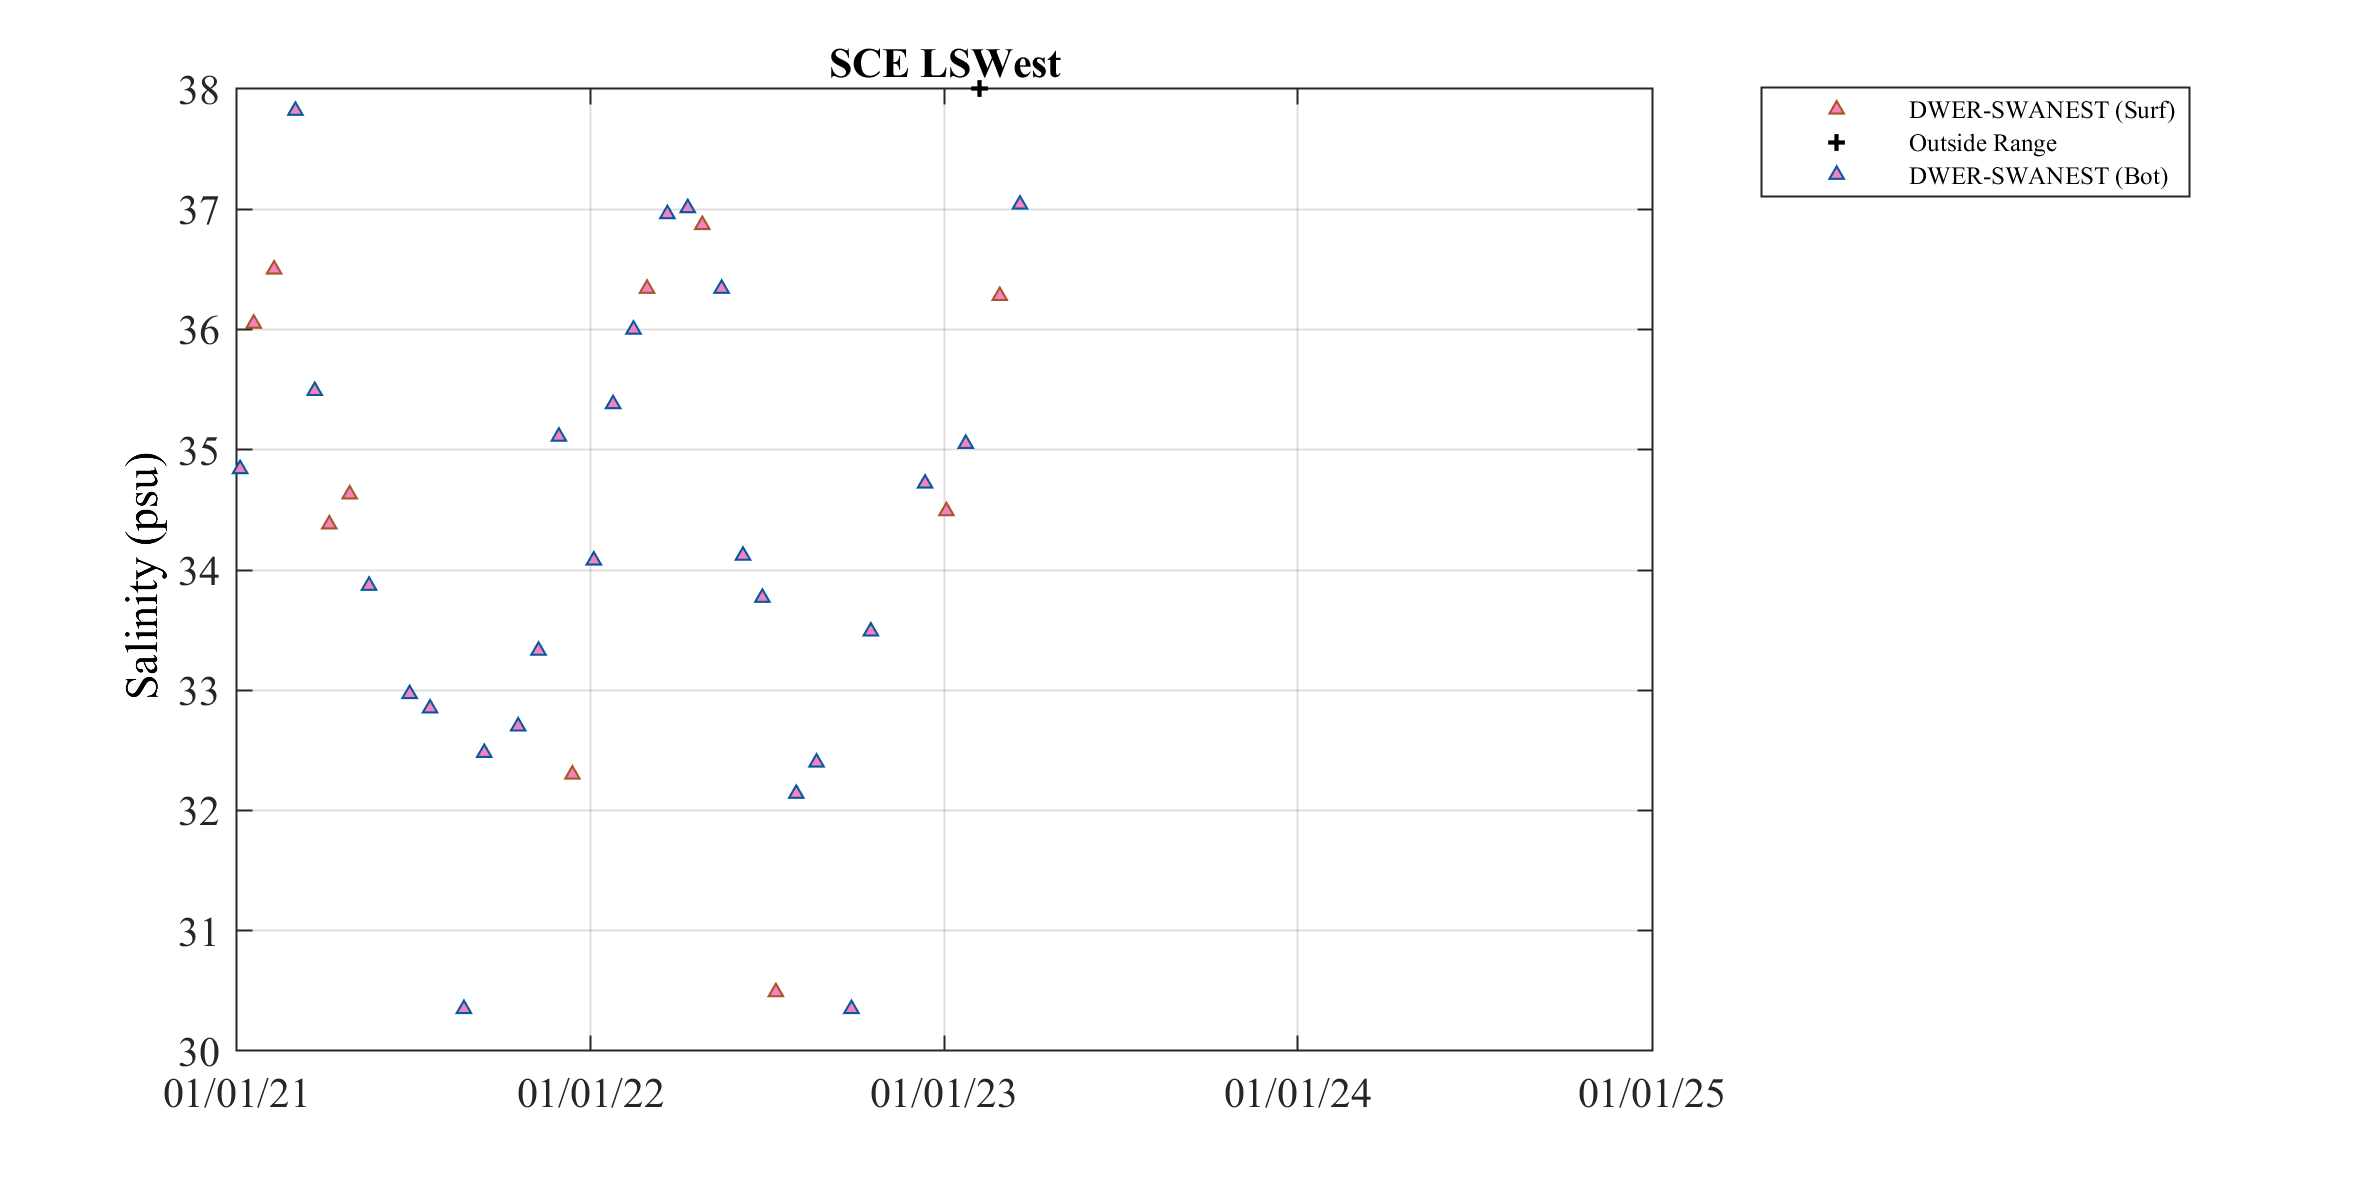 SCE LSWest
38
37
36
35
34
33
32
31
30
Salinity (psu)
01/01/21 01/01/22 01/01/23 01/01/24 01/01/25
DWER-SWANEST (Surf)
Outside Range
DWER-SWANEST (Bot)